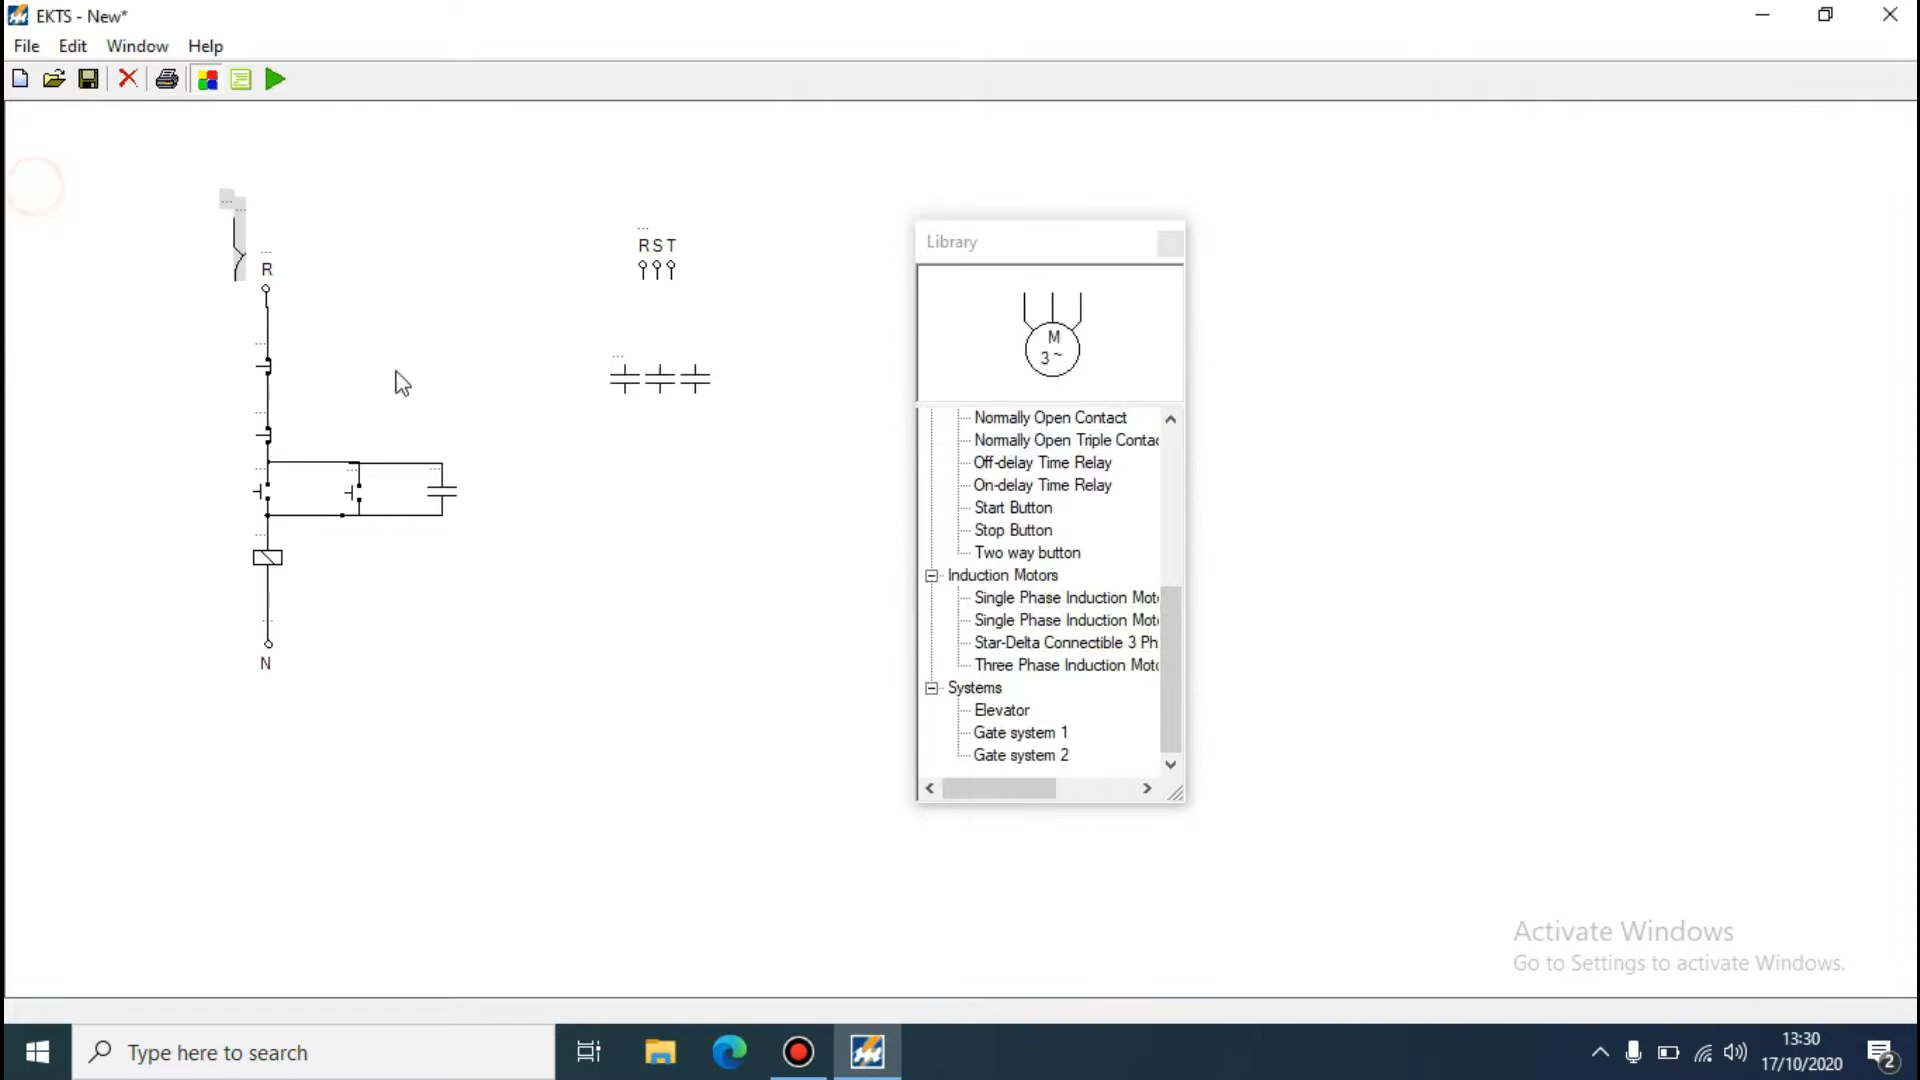 EKTS - New*
File Edit Window Help
R
R S T
N
Library
M
3 ~
Normally Open Contact
Normally Open Triple Contac
Off-delay Time Relay
On-delay Time Relay
Start Button
Stop Button
Two way button
Induction Motors
Single Phase Induction Mot
Single Phase Induction Mot
Star-Delta Connectible 3 Ph
Three Phase Induction Moto
Systems
Elevator
Gate system 1
Gate system 2
Activate Windows
Go to Settings to activate Windows.
Type here to search
13:30
17/10/2020
2